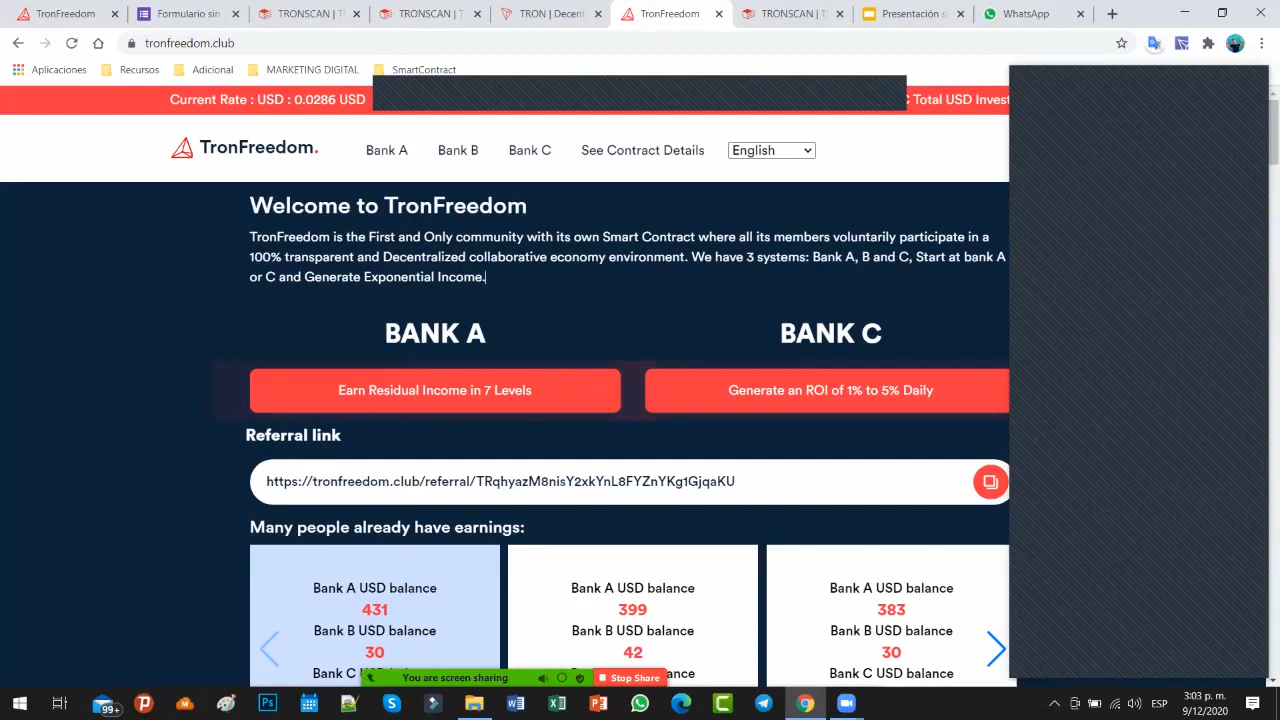 Formulario sin
TRONSCAN | T
TRONSCAN | T
TRON | Decent
TronFreedom
TRONSCAN | T
Presentación s
WhatsApp
tronfreedom.club
Aplicaciones
Recursos
Adicional
MARKETING DIGITAL
SmartContract
Current Rate : USD : 0.0286 USD
C Total USD Invest
TronFreedom.
Bank A
Bank B
Bank C
See Contract Details
English
Welcome to TronFreedom
TronFreedom is the First and Only community with its own Smart Contract where all its members voluntarily participate in a
100% transparent and Decentralized collaborative economy environment. We have 3 systems: Bank A, B and C, Start at bank A
or C and Generate Exponential Income.
BANK A
BANK C
Earn Residual Income in 7 Levels
Generate an ROI of 1% to 5% Daily
Referral link
https://tronfreedom.club/referral/TRqhyazM8nisY2xkYnL8FYZnYKg1GjqaKU
Many people already have earnings:
Bank A USD balance
431
Bank B USD balance
30
Bank C USD balance
Bank A USD balance
399
Bank B USD balance
42
Bank A USD balance
383
Bank B USD balance
30
Bank C USD balance
You are screen sharing
Stop Share
99+
ESP
3:03 p. m.
9/12/2020